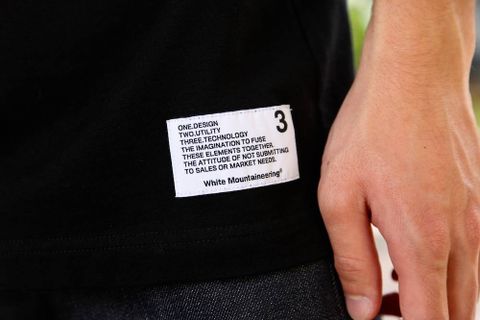 3
ONE.DESIGN
TWO.UTILITY
THREE.TECHNOLOGY
THE IMAGINATION TO FUSE
THESE ELEMENTS TOGETHER.
THE ATTITUDE OF NOT SUBMITTING
TO SALES OR MARKET NEEDS.
White Mountaineering®